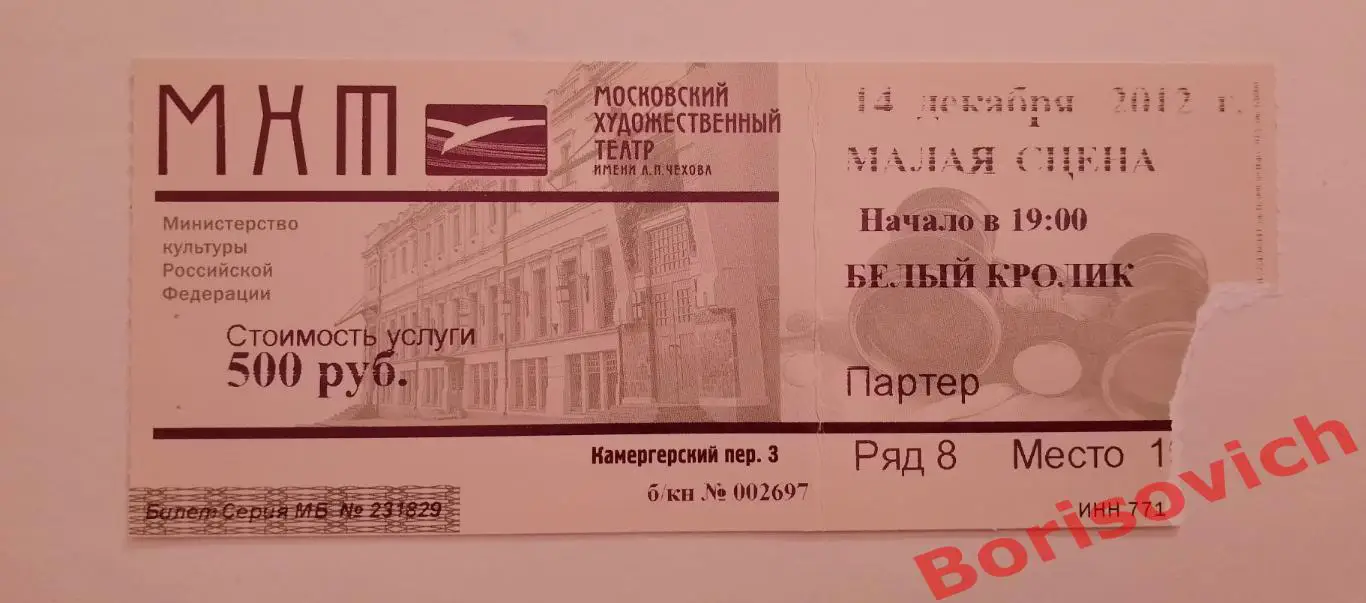 МХТ
МОСКОВСКИЙ
ХУДОЖЕСТВЕННЫЙ
ТЕАТР
ИМЕНИ А.П.ЧЕХОВА
Министерство
культуры
Российской
Федерации
Стоимость услуги
500 руб.
Камергерский пер. 3
б/кн № 002697
Билет Серия МБ № 231829
14 декабря 2012 г.
МАЛАЯ СЦЕНА
Начало в 19:00
БЕЛЫЙ КРОЛИК
Партер
Ряд 8 Место 1
ИНН 771
Borisovich